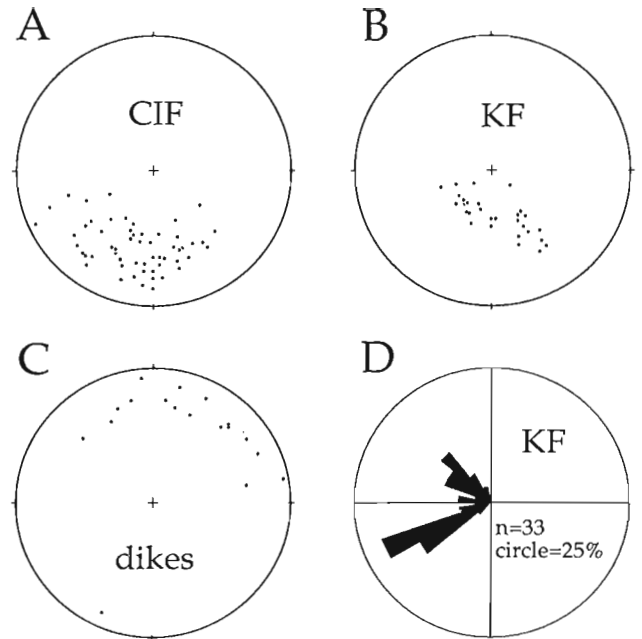 A
CIF
B
KF
C
dikes
D
KF
n=33
circle=25%